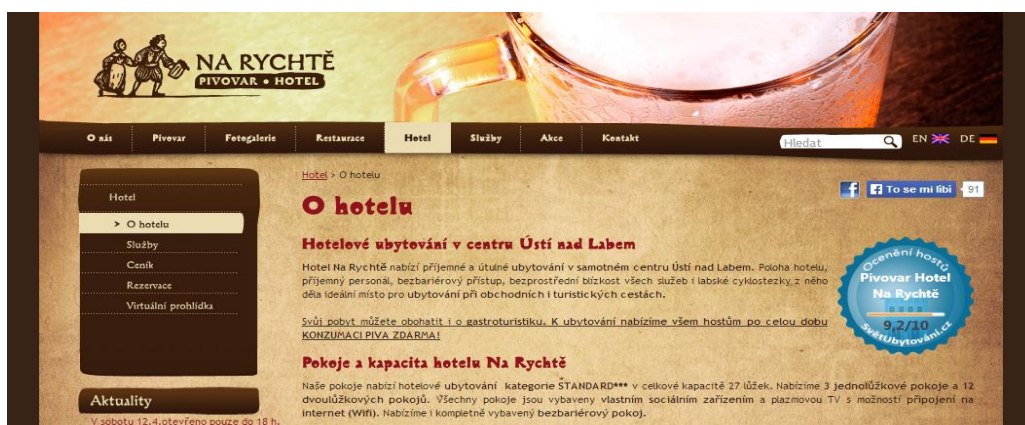 NA RYCHTĚ
PIVOVAR • HOTEL
O nás
Pivovar
Fotogalerie
Restaurace
Hotel
Služby
Akce
Kontakt
Hledat
EN
DE
Hotel
> O hotelu
Služby
Ceník
Rezervace
Virtuální prohlídka
Aktuality
V sobotu 12.4.otevřeno pouze do 18 h.
Hotel > O hotelu
To se mi líbí
91
O hotelu
Hotelové ubytování v centru Ústí nad Labem
Hotel Na Rychtě nabízí příjemné a útulné ubytování v samotném centru Ústí nad Labem. Poloha hotelu,
příjemný personál, bezbariérový přístup, bezprostřední blízkost všech služeb i labské cyklostezky z něho
děla ideální místo pro ubytování při obchodních i turistických cestách.
Svůj pobyt můžete obohatit i o gastroturistiku. K ubytování nabízíme všem hostům po celou dobu
KONZUMACI PIVA ZDARMA!
Ocenění hostů
Pivovar Hotel
Na Rychtě
9,2/10
SvětUbytování.cz
Pokoje a kapacita hotelu Na Rychtě
Naše pokoje nabízí hotelové ubytování kategorie STANDARD*** v celkové kapacitě 27 lůžek. Nabízíme 3 jednolůžkové pokoje a 12
dvoulůžkových pokojů. Všechny pokoje jsou vybaveny vlastním sociálním zařízením a plazmovou TV s možností připojení na
internet (Wifi). Nabízíme i kompletně vybavený bezbariérový pokoj.